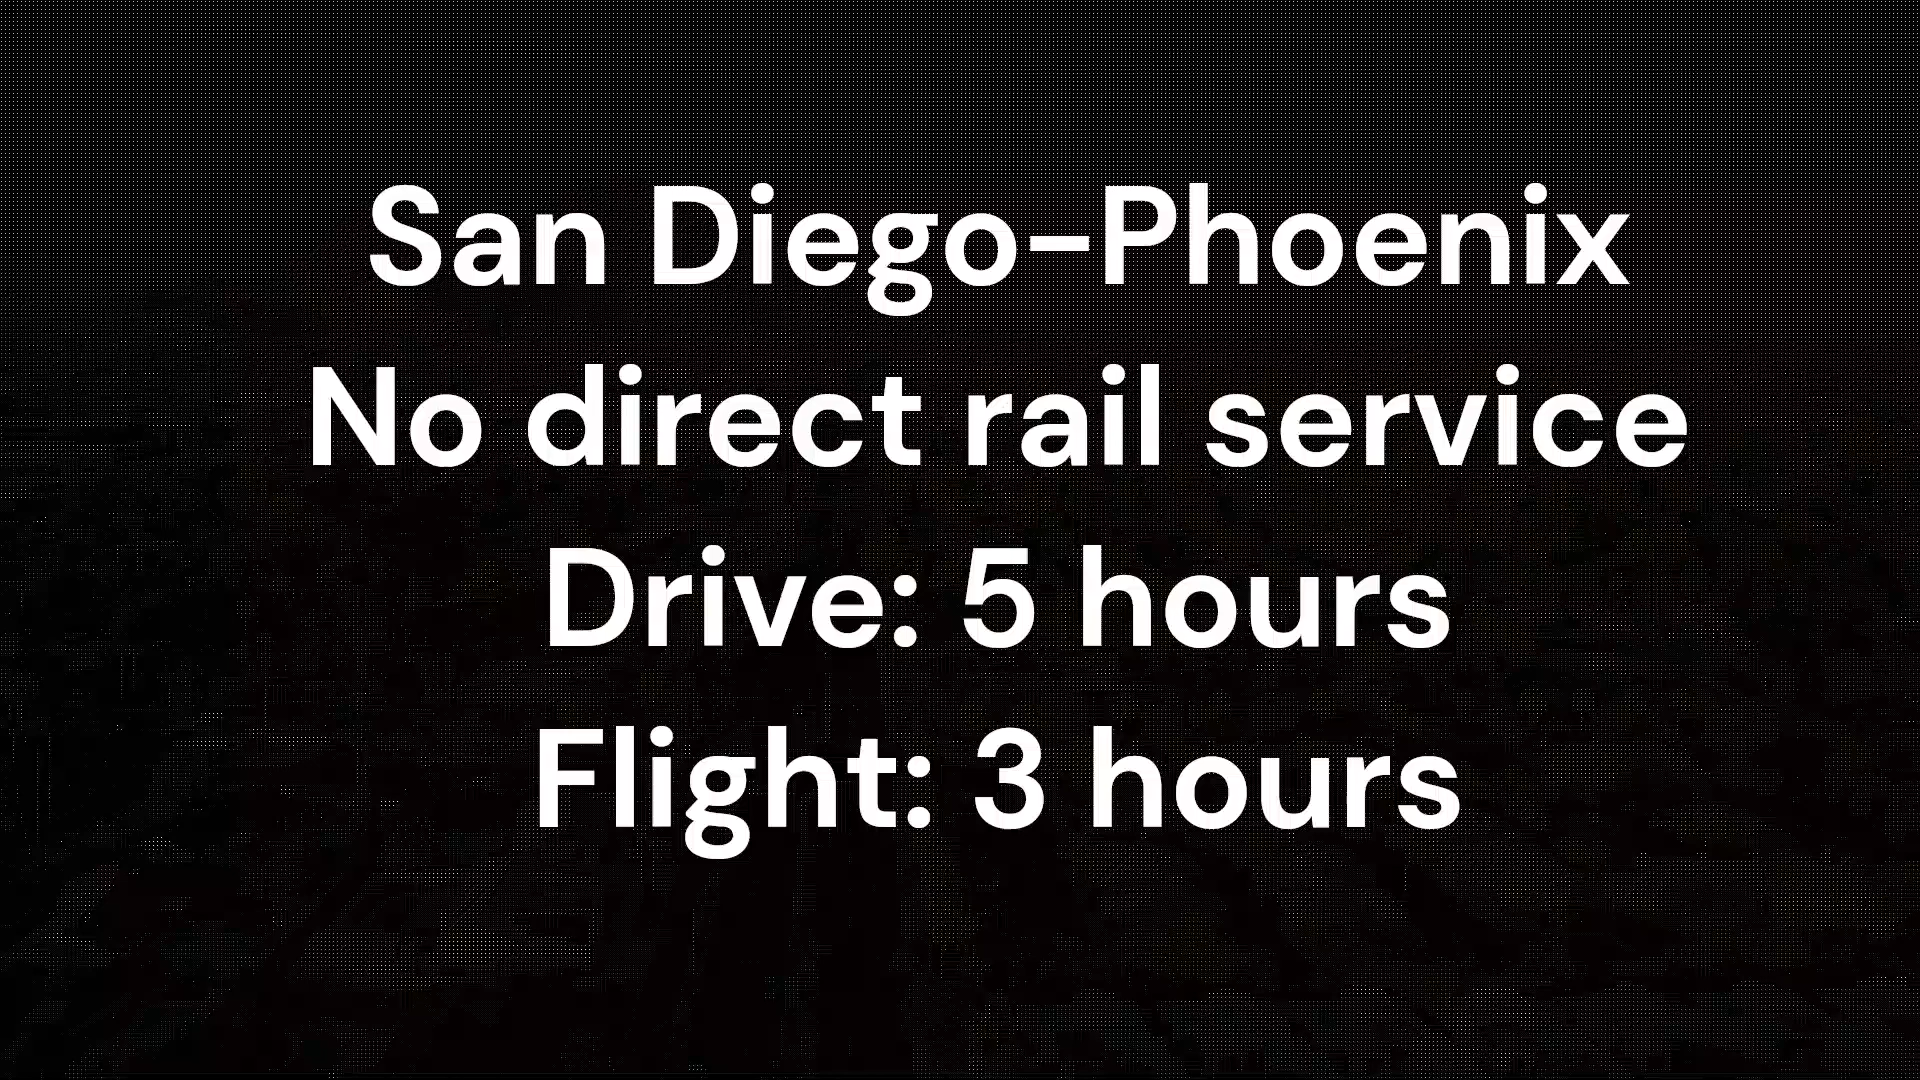 San Diego–Phoenix
No direct rail service
Drive: 5 hours
Flight: 3 hours